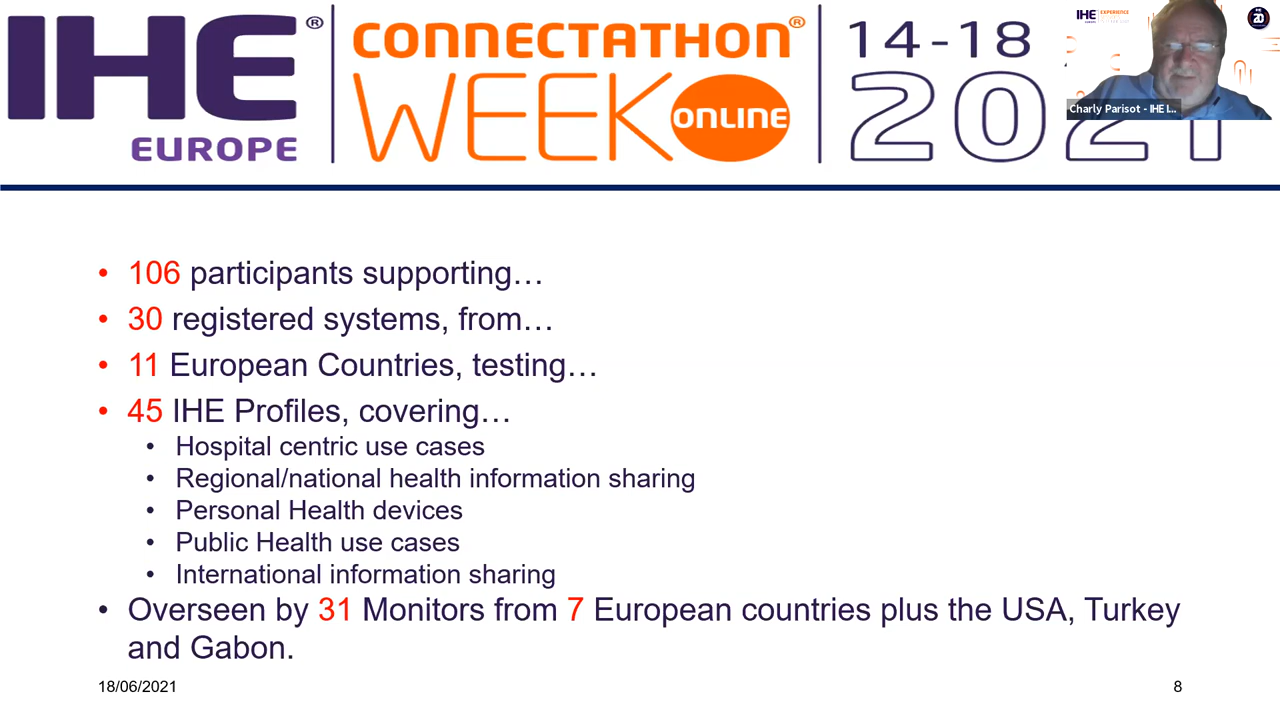 IHE®
EUROPE
CONNECTATHON®
WEEK ONLINE
14-18
2021
IHE EXPERIENCE
20
Charly Parisot - IHE I...
• 106 participants supporting…
• 30 registered systems, from…
• 11 European Countries, testing…
• 45 IHE Profiles, covering…
• Hospital centric use cases
• Regional/national health information sharing
• Personal Health devices
• Public Health use cases
• International information sharing
• Overseen by 31 Monitors from 7 European countries plus the USA, Turkey
and Gabon.
18/06/2021
8